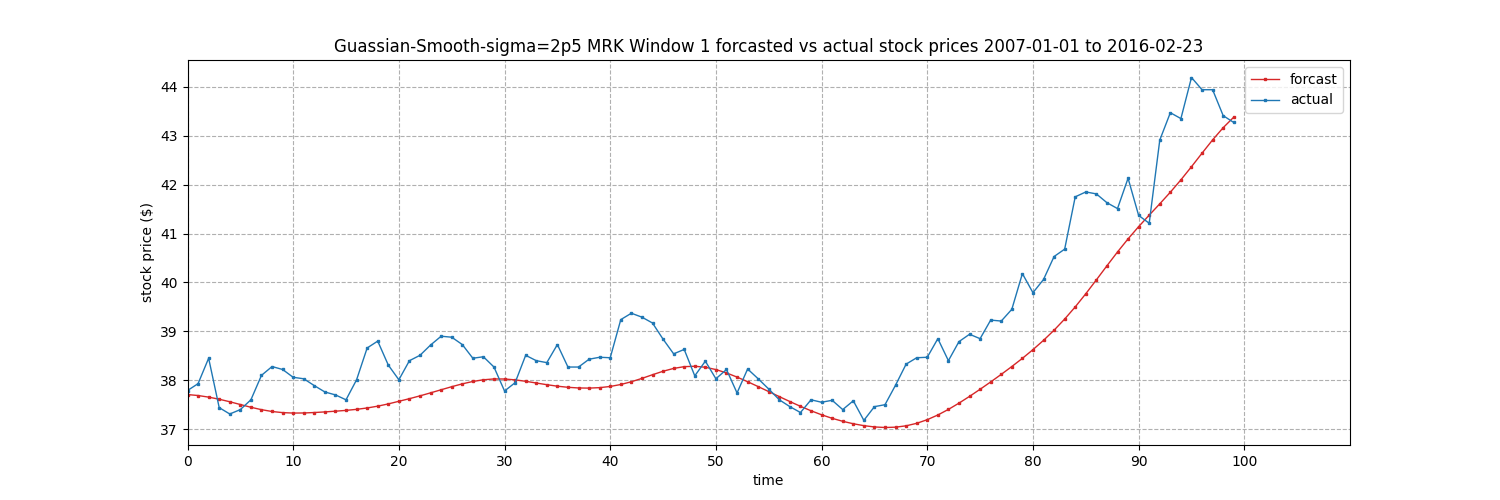 Guassian-Smooth-sigma=2p5 MRK Window 1 forcasted vs actual stock prices 2007-01-01 to 2016-02-23
forcast
actual
stock price ($)
44
43
42
41
40
39
38
37
0 10 20 30 40 50 60 70 80 90 100
time